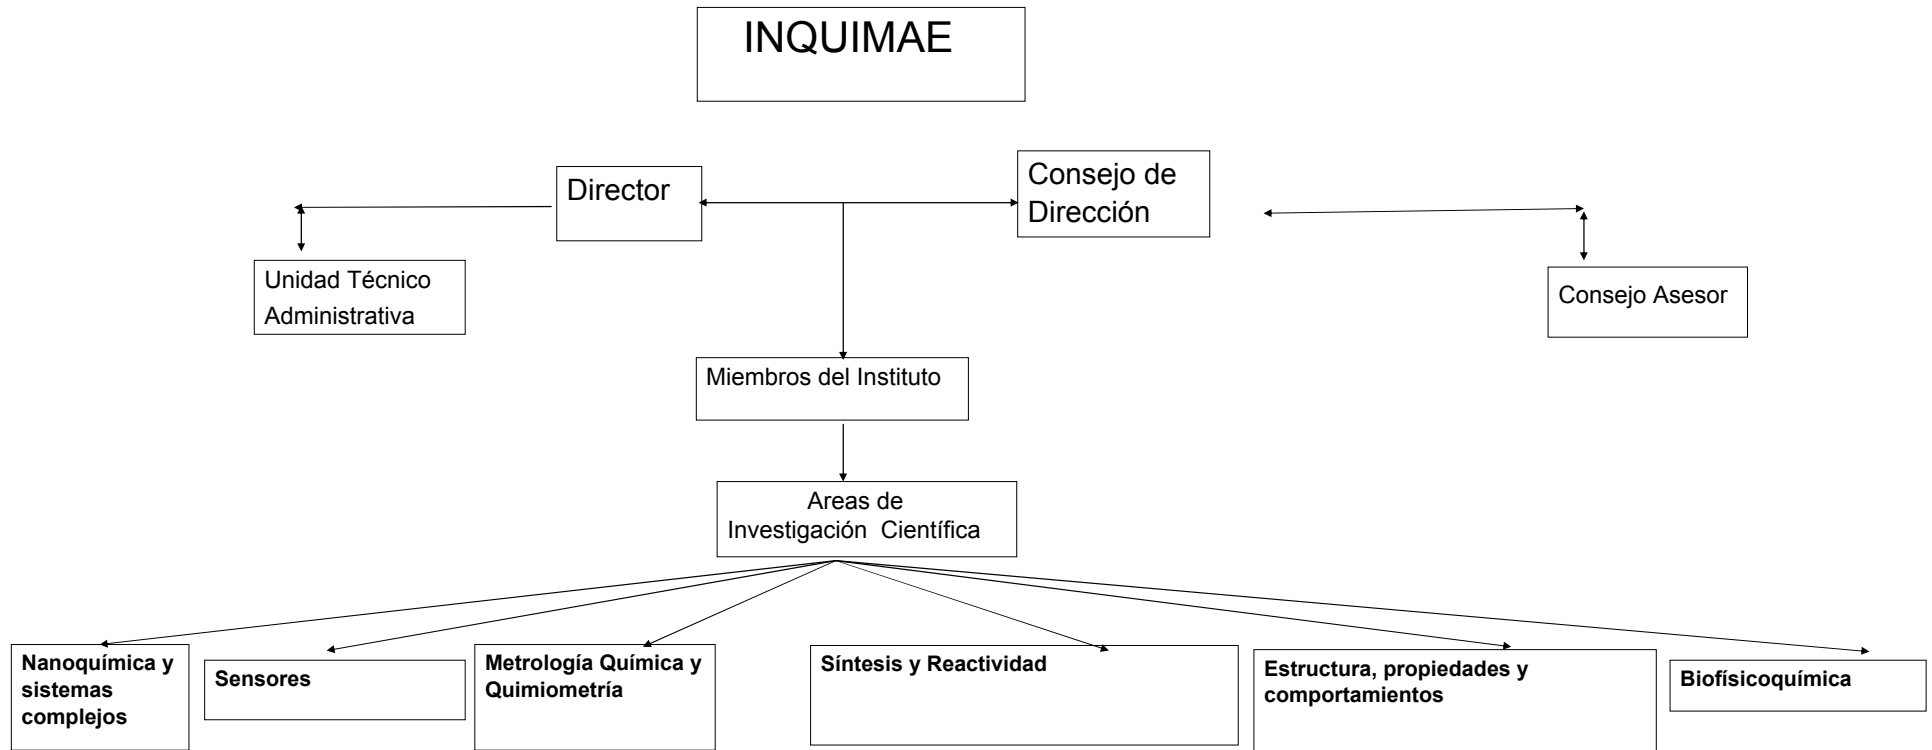 INQUIMAE
Director
Consejo de
Dirección
Unidad Técnico
Administrativa
Consejo Asesor
Miembros del Instituto
Areas de
Investigación Científica
Nanoquímica y
sistemas
complejos
Sensores
Metrología Química y
Quimiometría
Síntesis y Reactividad
Estructura, propiedades y
comportamientos
Biofísicoquímica